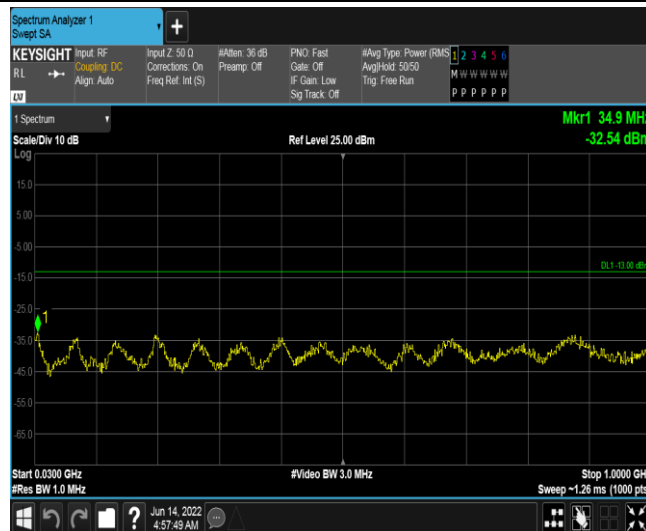 Spectrum Analyzer 1
Swept SA
+
KEYSIGHT Input: RF Input Z: 50 Ω #Atten: 36 dB PNO: Fast #Avg Type: Power (RMS 1 2 3 4 5 6
RL Coupling: DC Corrections: On Preamp: Off Gate: Off Avg|Hold: 50/50 M W W W W W
Align: Auto Freq Ref: Int (S) IF Gain: Low Trig: Free Run
Sig Track: Off P P P P P P
LXI
1 Spectrum Mkr1 34.9 MHz
Scale/Div 10 dB Ref Level 25.00 dBm -32.54 dBm
Log
15.0
5.00
-5.00
DL1 -13.00 dBm
-15.0
-25.0
1
-35.0
-45.0
-55.0
-65.0
Start 0.0300 GHz #Video BW 3.0 MHz Stop 1.0000 GH
#Res BW 1.0 MHz Sweep ~1.26 ms (1000 pts
?
Jun 14, 2022
4:57:49 AM